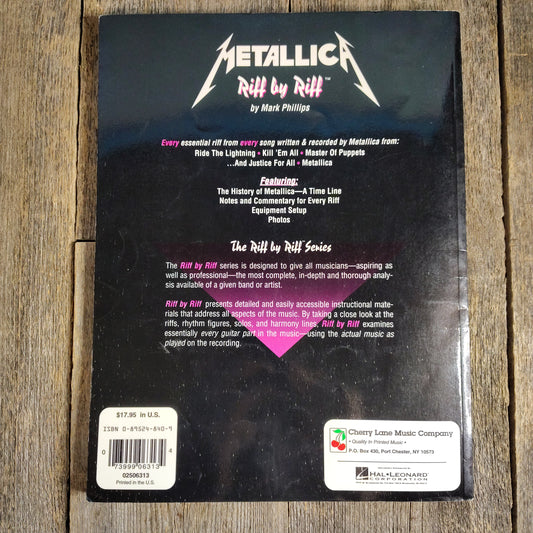 METALLICA
Riff by Riff™
by Mark Phillips
Every essential riff from every song written & recorded by Metallica from:
Ride The Lightning • Kill 'Em All • Master Of Puppets
...And Justice For All • Metallica
Featuring:
The History of Metallica—A Time Line
Notes and Commentary for Every Riff
Equipment Setup
Photos
The Riff by Riff Series
The Riff by Riff series is designed to give all musicians—aspiring as
well as professional—the most complete, in-depth and thorough analy-
sis available of a given band or artist.
Riff by Riff presents detailed and easily accessible instructional mate-
rials that address all aspects of the music. By taking a close look at the
riffs, rhythm figures, solos, and harmony lines, Riff by Riff examines
essentially every guitar part in the music—using the actual music as
played on the recording.
$17.95 in U.S.
ISBN 0-89524-840-9
0 73999 06313 4
02506313
Printed in the U.S.
Cherry Lane Music Company
• Quality In Printed Music •
P.O. Box 430, Port Chester, NY 10573
HAL•LEONARD
CORPORATION